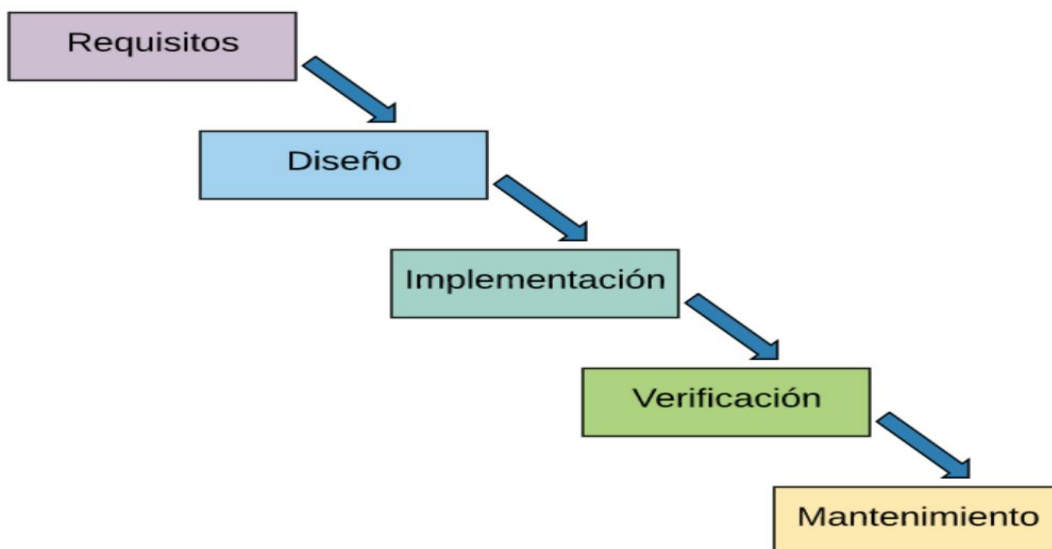 Requisitos
Diseño
Implementación
Verificación
Mantenimiento